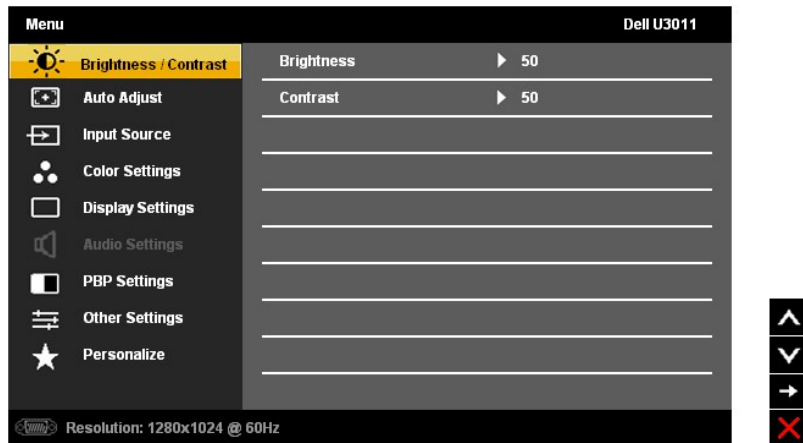 Menu Dell U3011
Brightness / Contrast Brightness 50
Auto Adjust Contrast 50
Input Source
Color Settings
Display Settings
Audio Settings
PBP Settings
Other Settings
Personalize
Resolution: 1280x1024 @ 60Hz